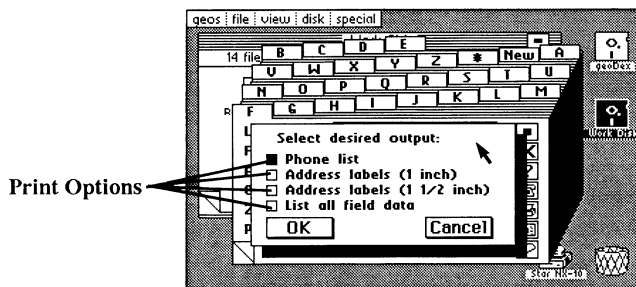 geos file view disk special
14 file
B C D E
V W X Y Z * New A
N O P Q R S T U
F G H I J K L M
geoDex
Work Disk
Select desired output:
Phone list
Address labels (1 inch)
Address labels (1 1/2 inch)
List all field data
Print Options
OK Cancel
Star NX-10